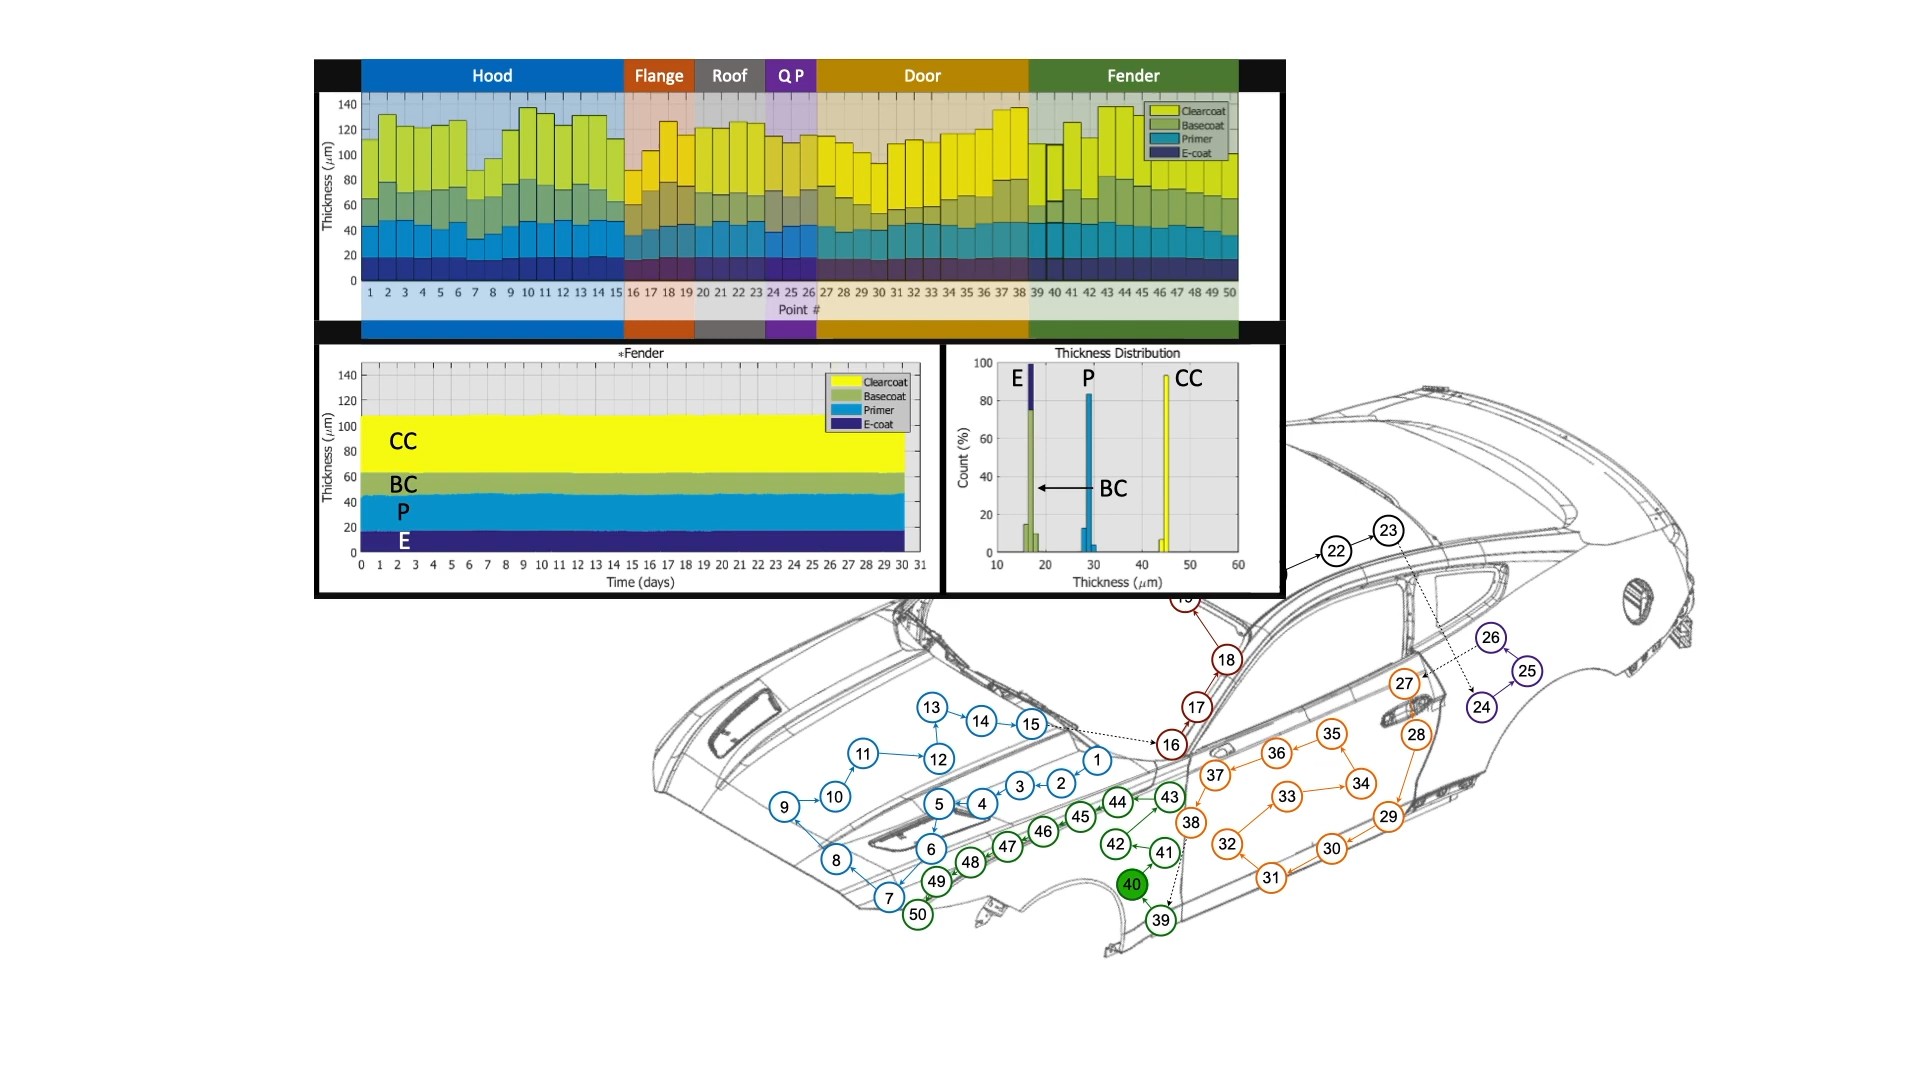 Hood Flange Roof Q P Door Fender
140
120
100
80
60
40
20
0
Thickness (μm)
Clearcoat
Basecoat
Primer
E-coat
1 2 3 4 5 6 7 8 9 10 11 12 13 14 15 16 17 18 19 20 21 22 23 24 25 26 27 28 29 30 31 32 33 34 35 36 37 38 39 40 41 42 43 44 45 46 47 48 49 50
Point #
*Fender
140
120
100
80
60
40
20
0
Thickness (μm)
Clearcoat
Basecoat
Primer
E-coat
CC
BC
P
E
0 1 2 3 4 5 6 7 8 9 10 11 12 13 14 15 16 17 18 19 20 21 22 23 24 25 26 27 28 29 30 31
Time (days)
Thickness Distribution
100
80
60
40
20
0
Count (%)
E P CC
BC
10 20 30 40 50 60
Thickness (μm)
23
22
18
26
25
27
24
17
13
14
15
16
35
28
36
11
12
1
37
34
2
3
10
33
43
44
4
5
9
45
29
38
46
32
47
6
42
30
41
8
48
31
49
40
7
50
39